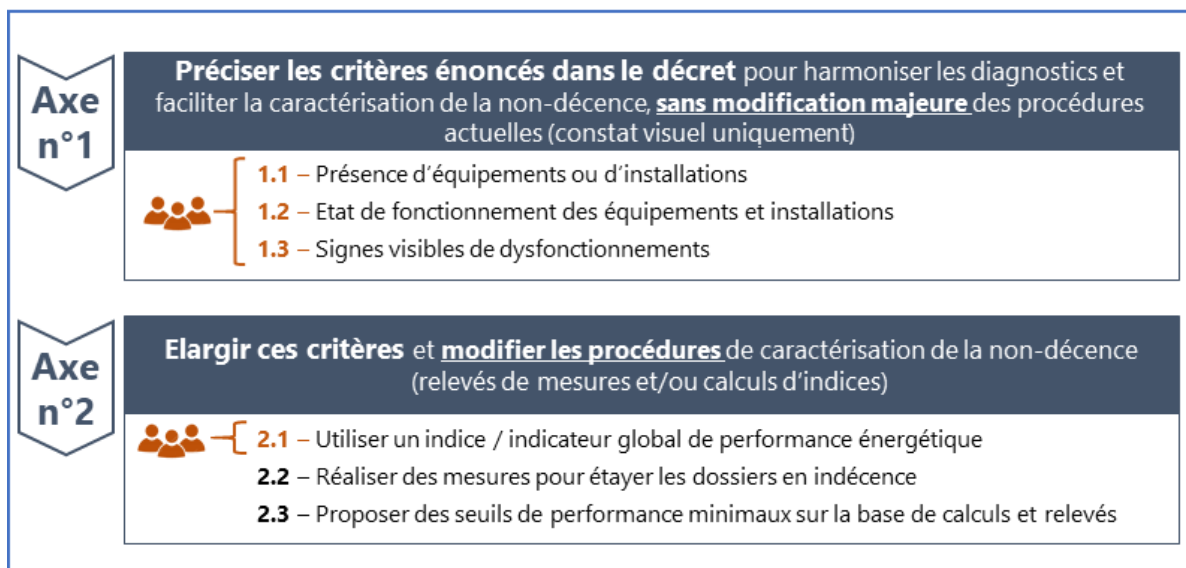 Axe
n°1
Préciser les critères énoncés dans le décret pour harmoniser les diagnostics et
faciliter la caractérisation de la non-décence, sans modification majeure des procédures
actuelles (constat visuel uniquement)
1.1 – Présence d'équipements ou d'installations
1.2 – Etat de fonctionnement des équipements et installations
1.3 – Signes visibles de dysfonctionnements
Axe
n°2
Elargir ces critères et modifier les procédures de caractérisation de la non-décence
(relevés de mesures et/ou calculs d'indices)
2.1 – Utiliser un indice / indicateur global de performance énergétique
2.2 – Réaliser des mesures pour étayer les dossiers en indécence
2.3 – Proposer des seuils de performance minimaux sur la base de calculs et relevés